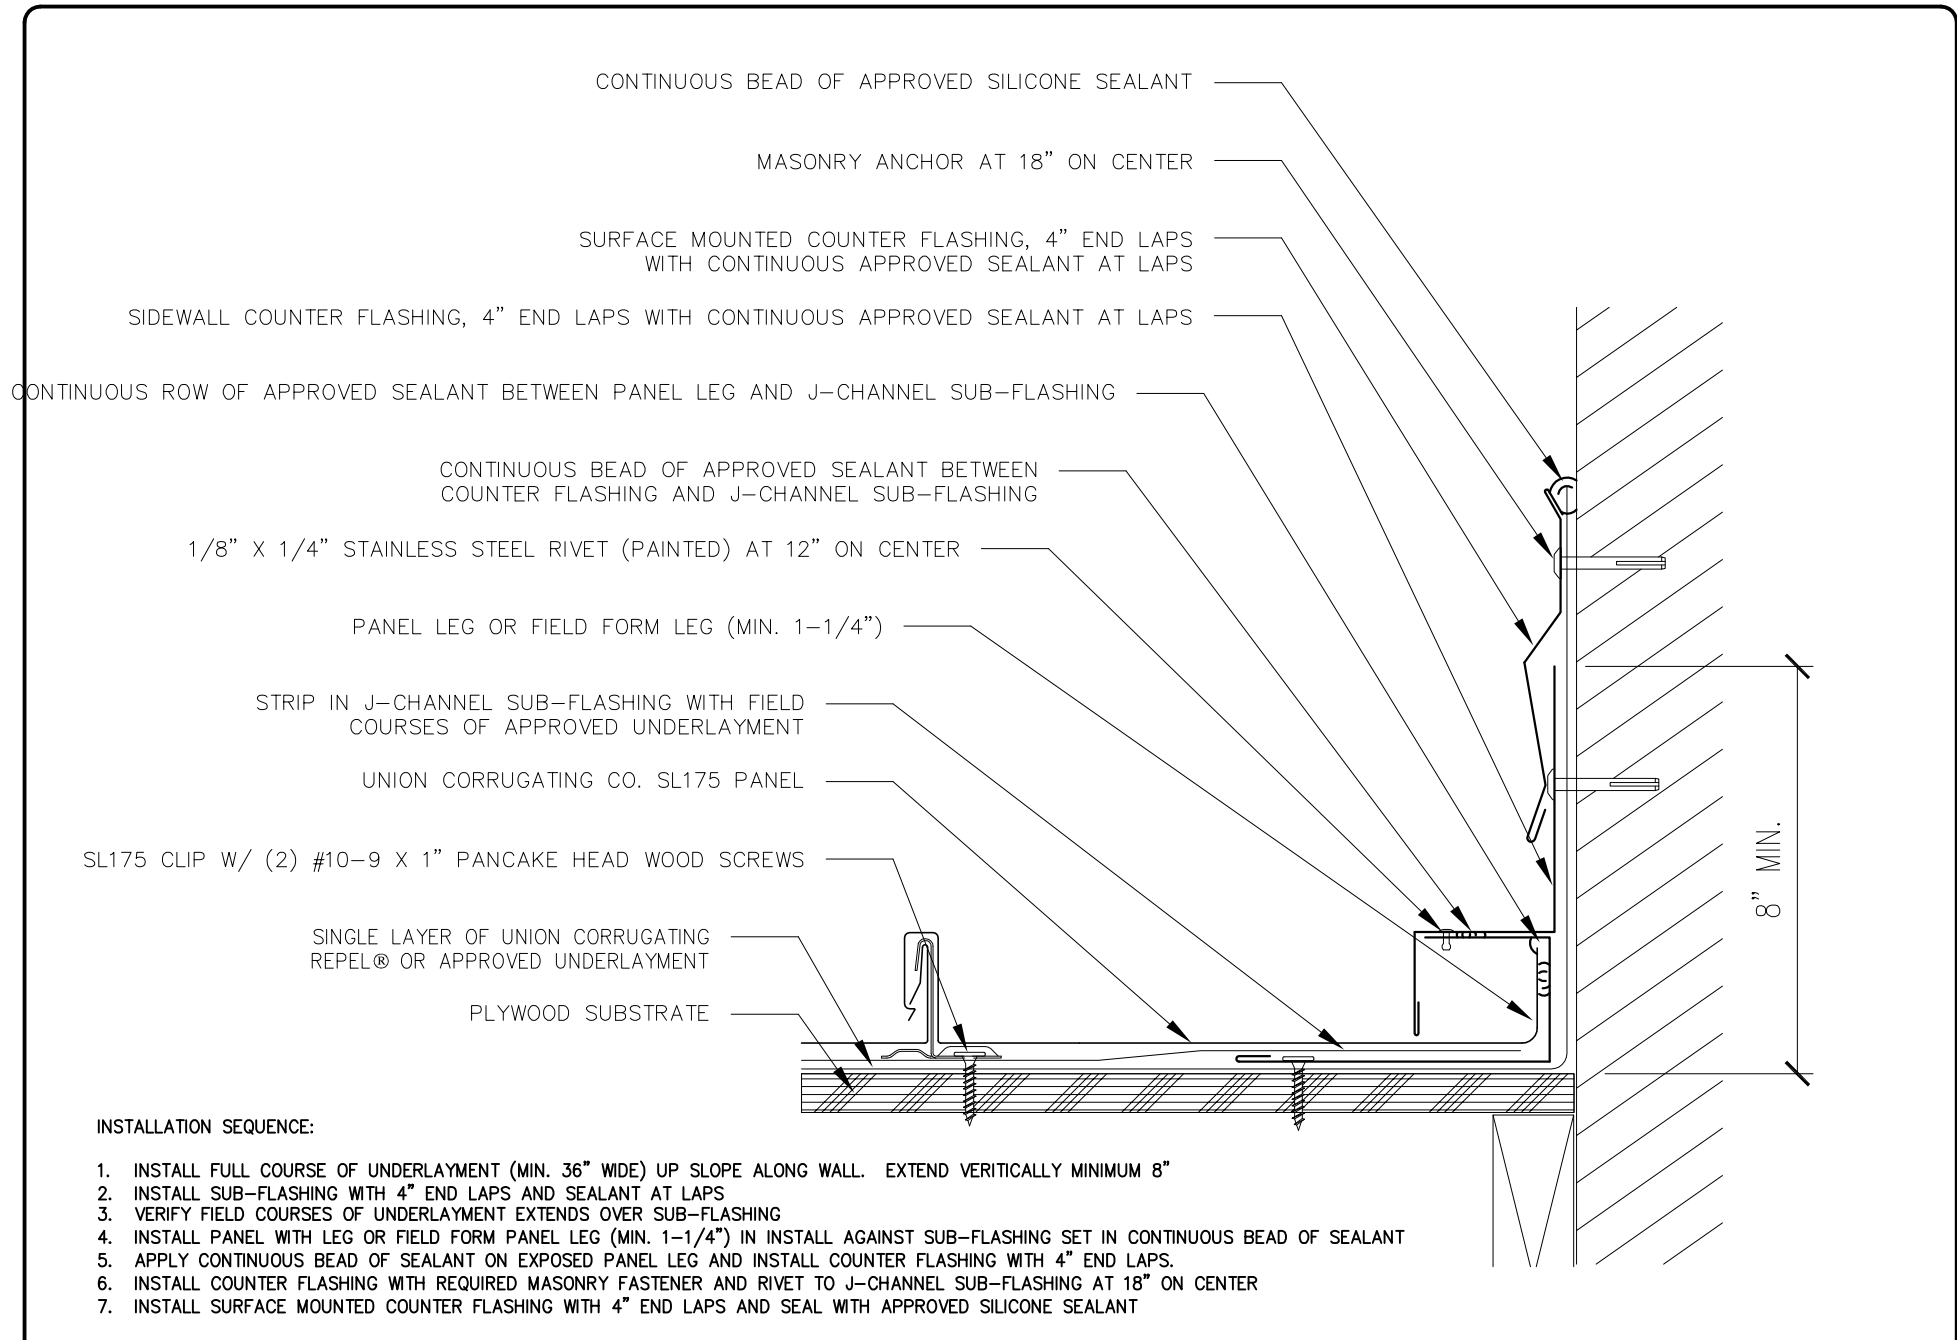 CONTINUOUS BEAD OF APPROVED SILICONE SEALANT
MASONRY ANCHOR AT 18" ON CENTER
SURFACE MOUNTED COUNTER FLASHING, 4" END LAPS
WITH CONTINUOUS APPROVED SEALANT AT LAPS
SIDEWALL COUNTER FLASHING, 4" END LAPS WITH CONTINUOUS APPROVED SEALANT AT LAPS
CONTINUOUS ROW OF APPROVED SEALANT BETWEEN PANEL LEG AND J-CHANNEL SUB-FLASHING
CONTINUOUS BEAD OF APPROVED SEALANT BETWEEN
COUNTER FLASHING AND J-CHANNEL SUB-FLASHING
1/8" X 1/4" STAINLESS STEEL RIVET (PAINTED) AT 12" ON CENTER
PANEL LEG OR FIELD FORM LEG (MIN. 1-1/4")
STRIP IN J-CHANNEL SUB-FLASHING WITH FIELD
COURSES OF APPROVED UNDERLAYMENT
UNION CORRUGATING CO. SL175 PANEL
SL175 CLIP W/ (2) #10-9 X 1" PANCAKE HEAD WOOD SCREWS
SINGLE LAYER OF UNION CORRUGATING
REPEL® OR APPROVED UNDERLAYMENT
PLYWOOD SUBSTRATE
8" MIN.
INSTALLATION SEQUENCE:
1. INSTALL FULL COURSE OF UNDERLAYMENT (MIN. 36" WIDE) UP SLOPE ALONG WALL. EXTEND VERITICALLY MINIMUM 8"
2. INSTALL SUB-FLASHING WITH 4" END LAPS AND SEALANT AT LAPS
3. VERIFY FIELD COURSES OF UNDERLAYMENT EXTENDS OVER SUB-FLASHING
4. INSTALL PANEL WITH LEG OR FIELD FORM PANEL LEG (MIN. 1-1/4") IN INSTALL AGAINST SUB-FLASHING SET IN CONTINUOUS BEAD OF SEALANT
5. APPLY CONTINUOUS BEAD OF SEALANT ON EXPOSED PANEL LEG AND INSTALL COUNTER FLASHING WITH 4" END LAPS.
6. INSTALL COUNTER FLASHING WITH REQUIRED MASONRY FASTENER AND RIVET TO J-CHANNEL SUB-FLASHING AT 18" ON CENTER
7. INSTALL SURFACE MOUNTED COUNTER FLASHING WITH 4" END LAPS AND SEAL WITH APPROVED SILICONE SEALANT